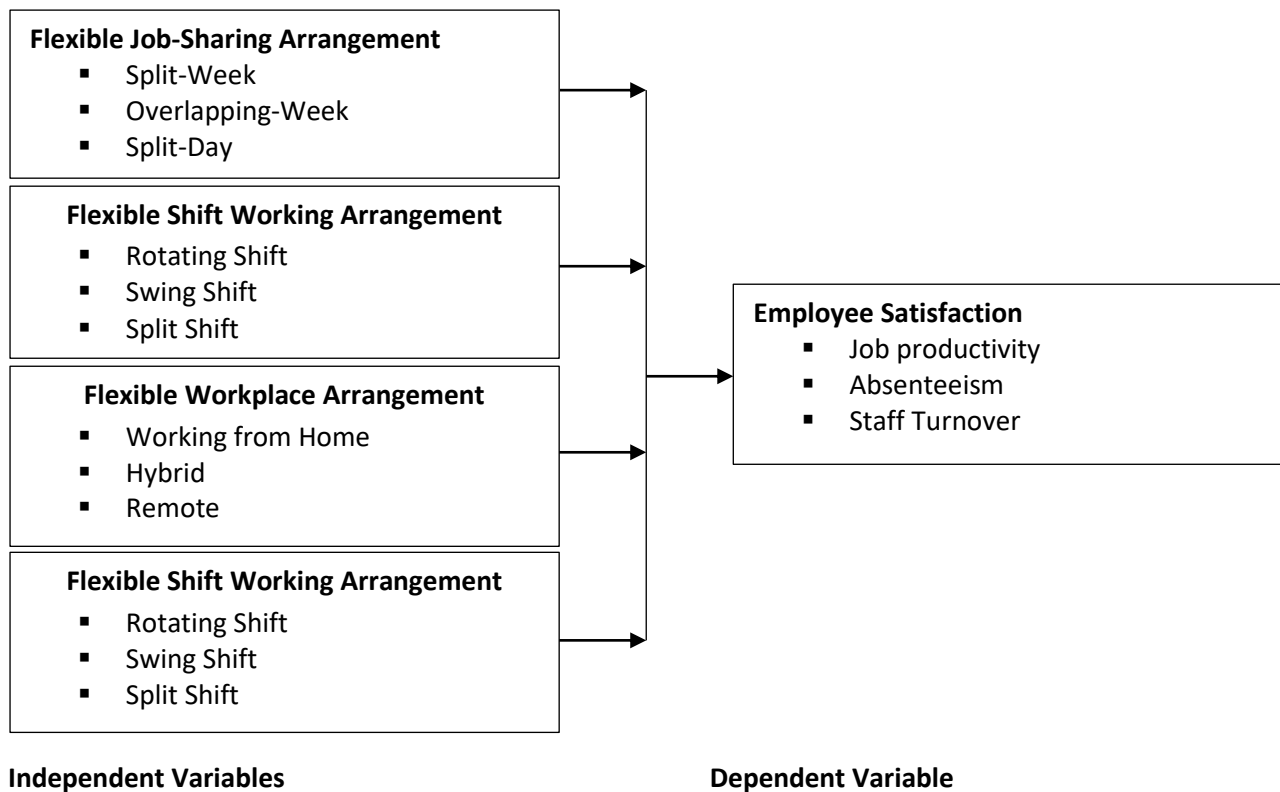 Flexible Job-Sharing Arrangement
▪ Split-Week
▪ Overlapping-Week
▪ Split-Day
Flexible Shift Working Arrangement
▪ Rotating Shift
▪ Swing Shift
▪ Split Shift
Flexible Workplace Arrangement
▪ Working from Home
▪ Hybrid
▪ Remote
Flexible Shift Working Arrangement
▪ Rotating Shift
▪ Swing Shift
▪ Split Shift
Employee Satisfaction
▪ Job productivity
▪ Absenteeism
▪ Staff Turnover
Independent Variables
Dependent Variable